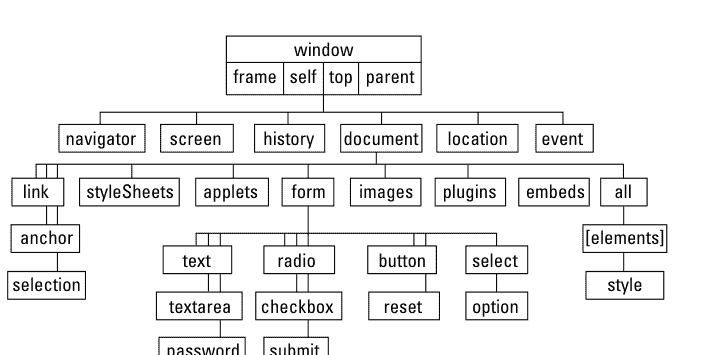 window
frame self top parent
navigator screen history document location event
link styleSheets applets form images plugins embeds all
anchor [elements]
text radio button select
selection style
textarea checkbox reset option
password submit